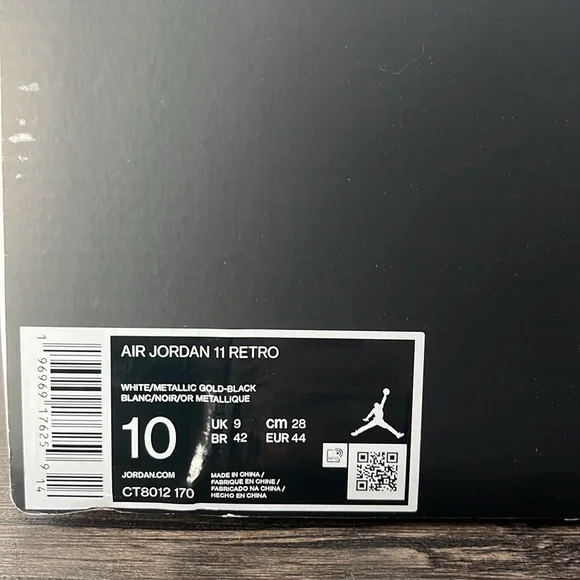 AIR JORDAN 11 RETRO
WHITE/METALLIC GOLD-BLACK
BLANC/NOIR/OR METALLIQUE
10
UK 9 cm 28
BR 42 EUR 44
JORDAN.COM
CT8012 170
MADE IN CHINA /
FABRIQUE EN CHINE /
FABRICADO NA CHINA /
HECHO EN CHINA
1 96969 17625 9 14